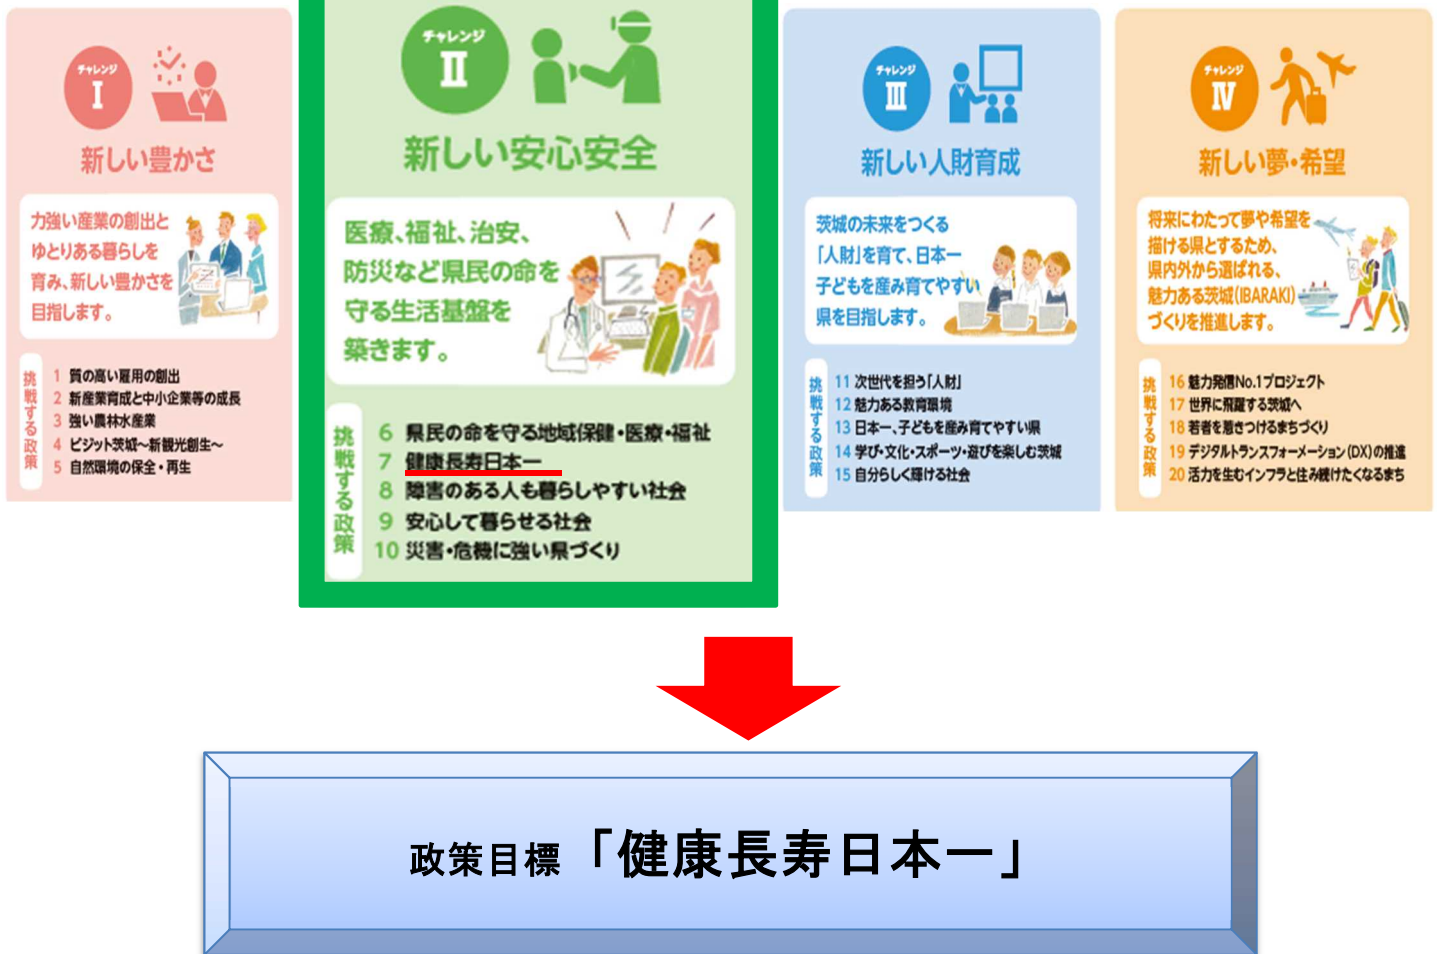 チャレンジ
I
新しい豊かさ
力強い産業の創出と
ゆとりある暮らしを
育み、新しい豊かさを
目指します。
挑戦する政策
1 質の高い雇用の創出
2 新産業育成と中小企業等の成長
3 強い農林水産業
4 ビジット茨城~新観光創生~
5 自然環境の保全・再生
チャレンジ
II
新しい安心安全
医療、福祉、治安、
防災など県民の命を
守る生活基盤を
築きます。
挑戦する政策
6 県民の命を守る地域保健・医療・福祉
7 健康長寿日本一
8 障害のある人も暮らしやすい社会
9 安心して暮らせる社会
10 災害・危機に強い県づくり
チャレンジ
III
新しい人財育成
茨城の未来をつくる
「人財」を育て、日本一
子どもを産み育てやすい
県を目指します。
挑戦する政策
11 次世代を担う「人財」
12 魅力ある教育環境
13 日本一、子どもを産み育てやすい県
14 学び・文化・スポーツ・遊びを楽しむ茨城
15 自分らしく輝ける社会
チャレンジ
IV
新しい夢・希望
将来にわたって夢や希望を
描ける県とするため、
県内外から選ばれる、
魅力ある茨城(IBARAKI)
づくりを推進します。
挑戦する政策
16 魅力発信No.1プロジェクト
17 世界に飛躍する茨城へ
18 若者を惹きつけるまちづくり
19 デジタルトランスフォーメーション(DX)の推進
20 活力を生むインフラと住み続けたくなるまち
政策目標「健康長寿日本一」